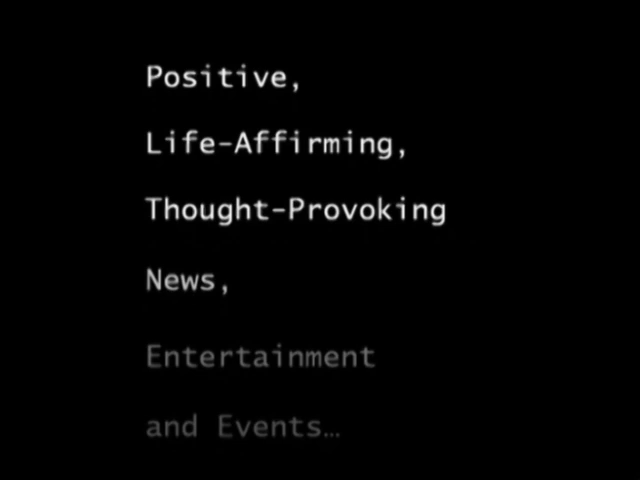 Positive,
Life-Affirming,
Thought-Provoking
News,
Entertainment
and Events…